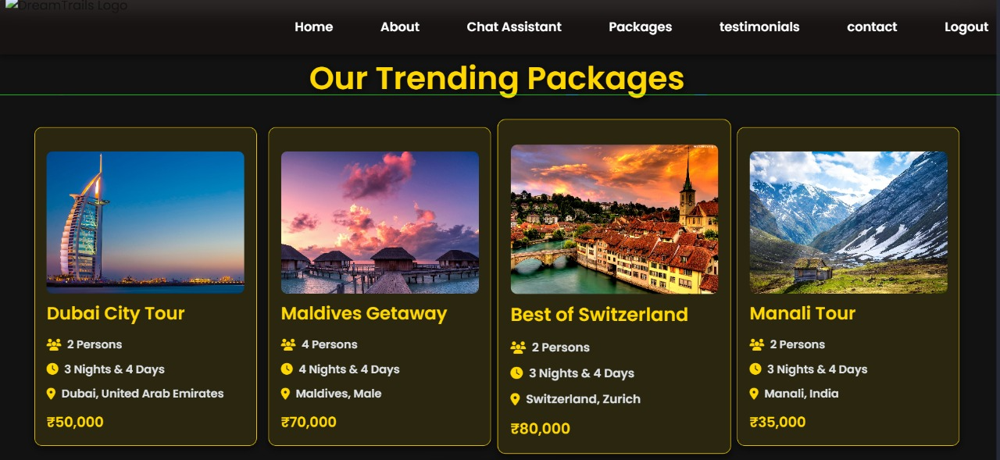 DreamTrails Logo
Home About Chat Assistant Packages testimonials contact Logout
Our Trending Packages
Dubai City Tour
2 Persons
3 Nights & 4 Days
Dubai, United Arab Emirates
₹50,000
Maldives Getaway
4 Persons
4 Nights & 4 Days
Maldives, Male
₹70,000
Best of Switzerland
2 Persons
3 Nights & 4 Days
Switzerland, Zurich
₹80,000
Manali Tour
2 Persons
3 Nights & 4 Days
Manali, India
₹35,000